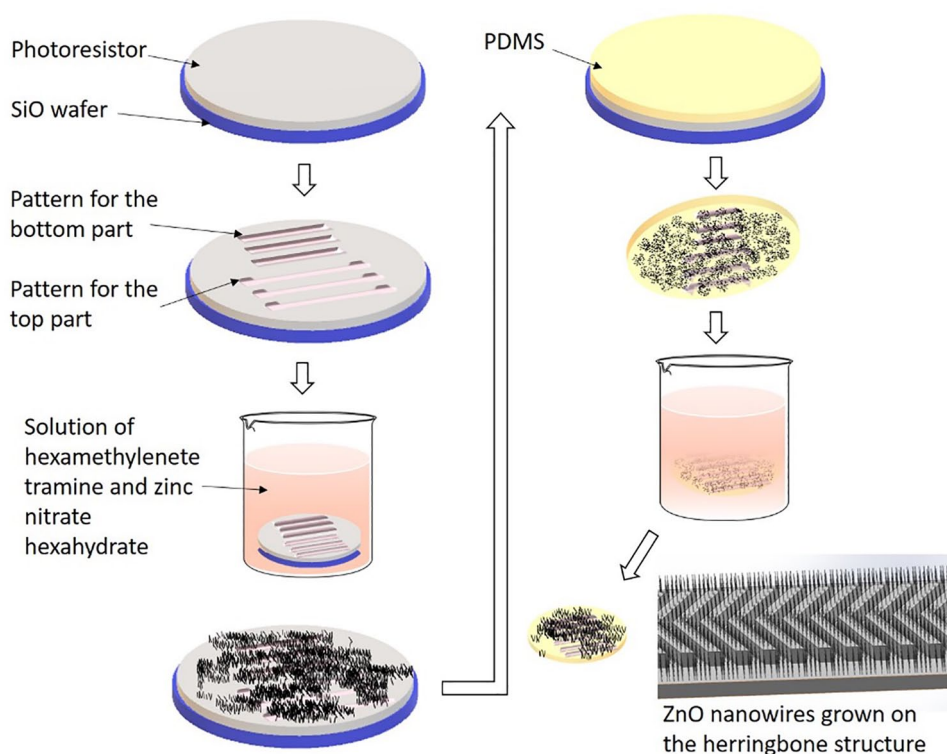 Photoresistor
SiO wafer
Pattern for the
bottom part
Pattern for the
top part
Solution of
hexamethylenete
tramine and zinc
nitrate
hexahydrate
PDMS
ZnO nanowires grown on
the herringbone structure